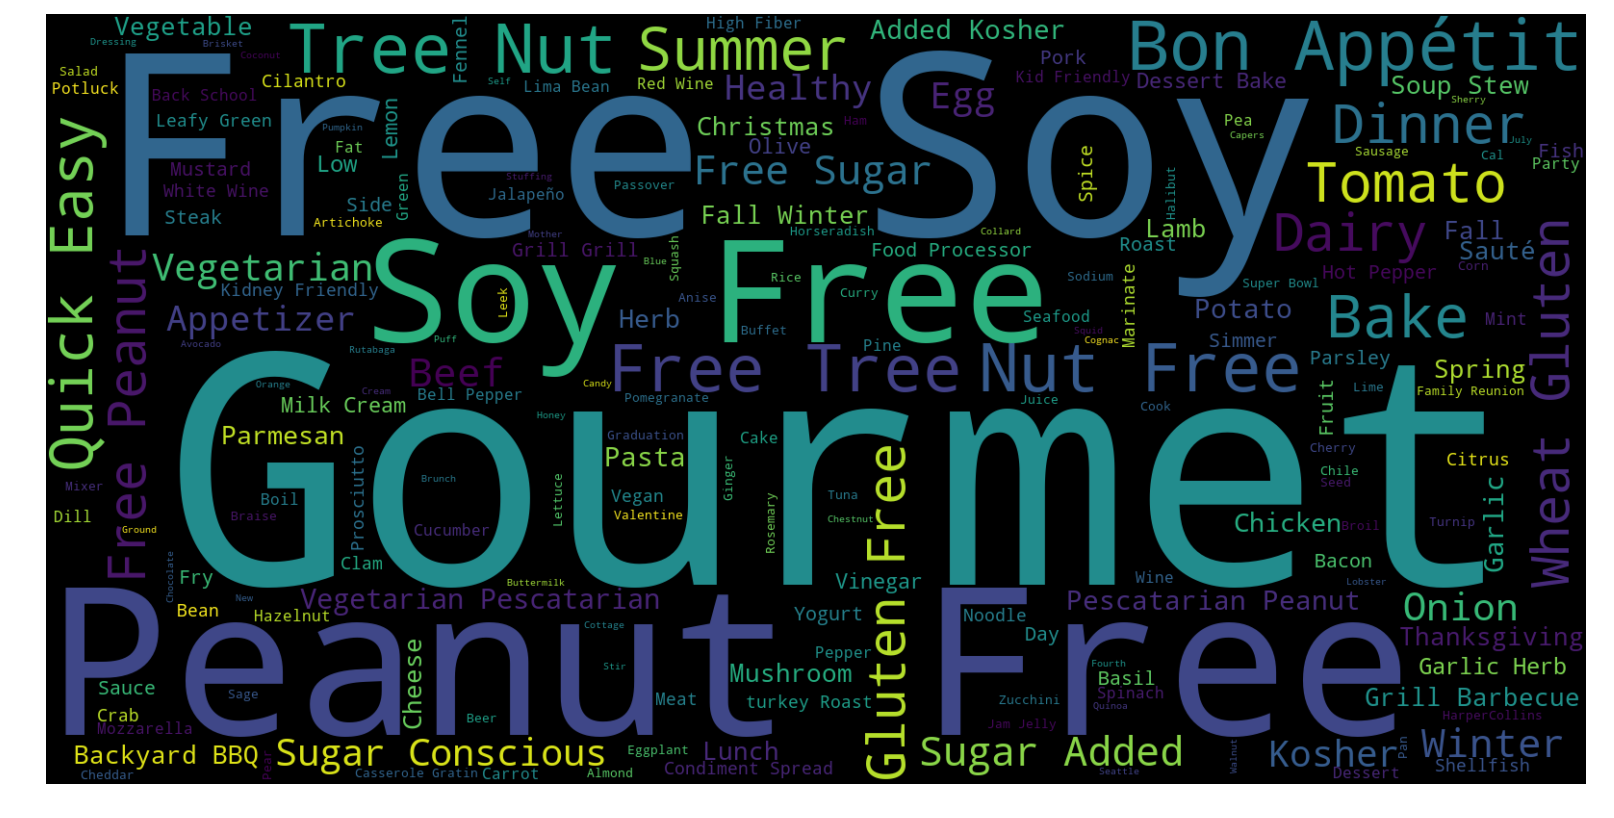 Vegetable
Tree Nut
Summer
High Fiber
Added Kosher
Bon Appétit
Dressing
Brisket
Coconut
Fennel
Pork
Salad
Potluck
Cilantro
Self
Lima Bean
Red Wine
Kid Friendly
Dessert Bake
Soup Stew
Free Soy
Back School
Healthy
Egg
Sherry
Leafy Green
Lemon
Pumpkin
Christmas
Ham
Pea
Capers
Dinner
July
Quick Easy
Fat
Olive
Sausage
Cal
Fish
Mustard
Low
Free Sugar
Spice
Party
White Wine
Stuffing
Passover
Jalapeño
Halibut
Tomato
Steak
Side
Green
Artichoke
Fall Winter
Lamb
Dairy
Fall
Mother
Horseradish
Collard
Free Peanut
Grill Grill
Blue
Squash
Food Processor
Roast
Sauté
Vegetarian
Soy Free
Rice
Sodium
Hot Pepper
Corn
Kidney Friendly
Leek
Anise
Curry
Marinate
Super Bowl
Wheat Gluten
Appetizer
Herb
Buffet
Seafood
Potato
Bake
Mint
Avocado
Rutabaga
Puff
Pine
Squid
Cognac
Simmer
Beef
Free Tree
Nut Free
Parsley
Spring
Orange
Cream
Candy
Lime
Family Reunion
Gourmet
Milk Cream
Bell Pepper
Pomegranate
Juice
Cook
Fruit
Honey
Parmesan
Graduation
Cake
Cherry
Pasta
Citrus
Mixer
Brunch
Ginger
Gluten Free
Chile
Seed
Boil
Prosciutto
Lettuce
Vegan
Tuna
Garlic
Dill
Braise
Valentine
Rosemary
Chestnut
Chicken
Broil
Turnip
Ground
Cucumber
Clam
Bacon
Chocolate
Fry
Buttermilk
Vinegar
Wine
Lobster
New
Vegetarian Pescatarian
Pescatarian Peanut
Onion
Bean
Hazelnut
Yogurt
Noodle
Peanut Free
Cottage
Day
Thanksgiving
Cheese
Pepper
Stir
Mushroom
Fourth
Basil
Garlic Herb
Sauce
Sage
Meat
turkey Roast
Zucchini
Spinach
Quinoa
Grill Barbecue
Crab
Mozzarella
Beer
Jam Jelly
HarperCollins
Backyard BBQ
Pear
Sugar Conscious
Eggplant
Lunch
Sugar Added
Walnut
Kosher
Pan
Winter
Cheddar
Casserole Gratin
Carrot
Almond
Condiment Spread
Seattle
Dessert
Shellfish